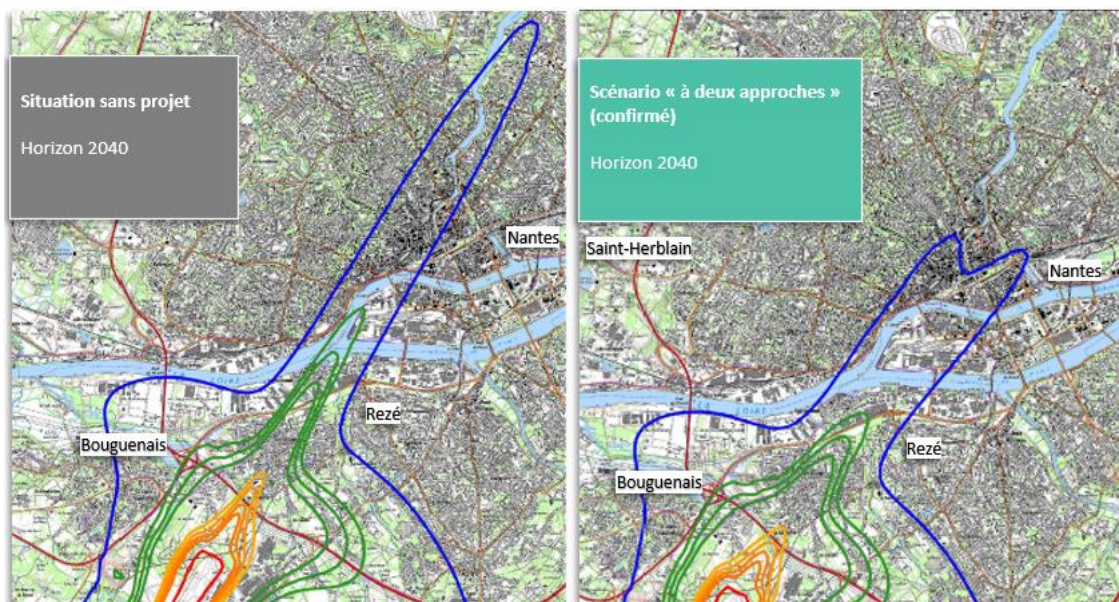 Situation sans projet
Horizon 2040
Nantes
Rezé
Bouguenais
Scénario « à deux approches »
(confirmé)
Horizon 2040
Saint-Herblain
Nantes
Rezé
Bouguenais